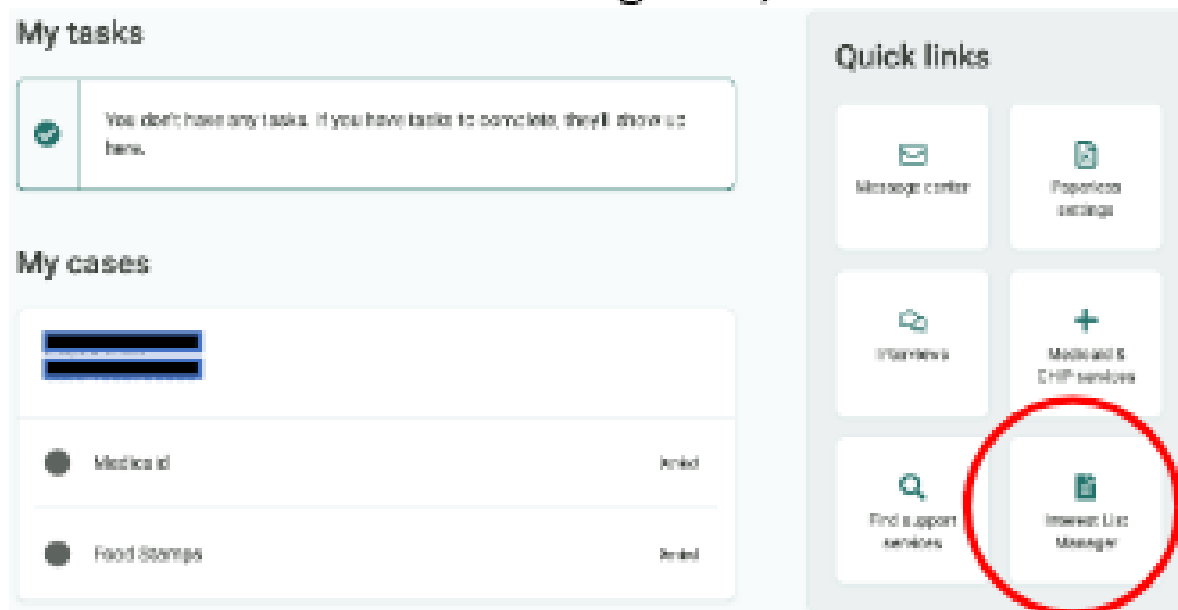 My tasks
You don't have any tasks. If you have tasks to complete, they'll show up
here.
My cases
Medicaid
Denied
Food Stamps
Denied
Quick links
Message center
Paperless
settings
Interviews
Medicaid &
CHIP services
Find support
services
Interest List
Manager